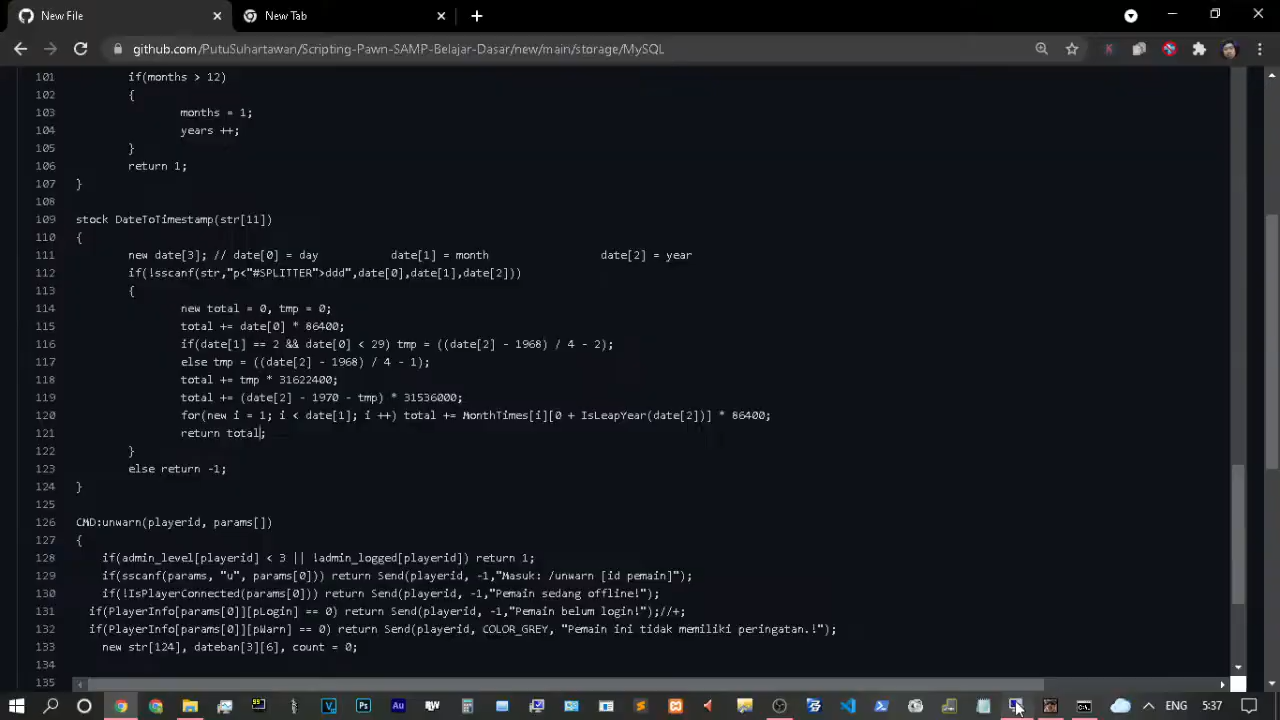 New File
New Tab
github.com/PutuSuhartawan/Scripting-Pawn-SAMP-Belajar-Dasar/new/main/storage/MySQL
101 if(months > 12)
102 {
103 months = 1;
104 years ++;
105 }
106 return 1;
107 }
108
109 stock DateToTimestamp(str[11])
110 {
111 new date[3]; // date[0] = day date[1] = month date[2] = year
112 if(!sscanf(str,"p<"#SPLITTER">ddd",date[0],date[1],date[2]))
113 {
114 new total = 0, tmp = 0;
115 total += date[0] * 86400;
116 if(date[1] == 2 && date[0] < 29) tmp = ((date[2] - 1968) / 4 - 2);
117 else tmp = ((date[2] - 1968) / 4 - 1);
118 total += tmp * 31622400;
119 total += (date[2] - 1970 - tmp) * 31536000;
120 for(new i = 1; i < date[1]; i ++) total += MonthTimes[i][0 + IsLeapYear(date[2])] * 86400;
121 return total;
122 }
123 else return -1;
124 }
125
126 CMD:unwarn(playerid, params[])
127 {
128 if(admin_level[playerid] < 3 || !admin_logged[playerid]) return 1;
129 if(sscanf(params, "u", params[0])) return Send(playerid, -1,"Masuk: /unwarn [id pemain]");
130 if(!IsPlayerConnected(params[0])) return Send(playerid, -1,"Pemain sedang offline!");
131 if(PlayerInfo[params[0]][pLogin] == 0) return Send(playerid, -1,"Pemain belum login!");//+;
132 if(PlayerInfo[params[0]][pWarn] == 0) return Send(playerid, COLOR_GREY, "Pemain ini tidak memiliki peringatan.!");
133 new str[124], dateban[3][6], count = 0;
134
135
ENG 5:37